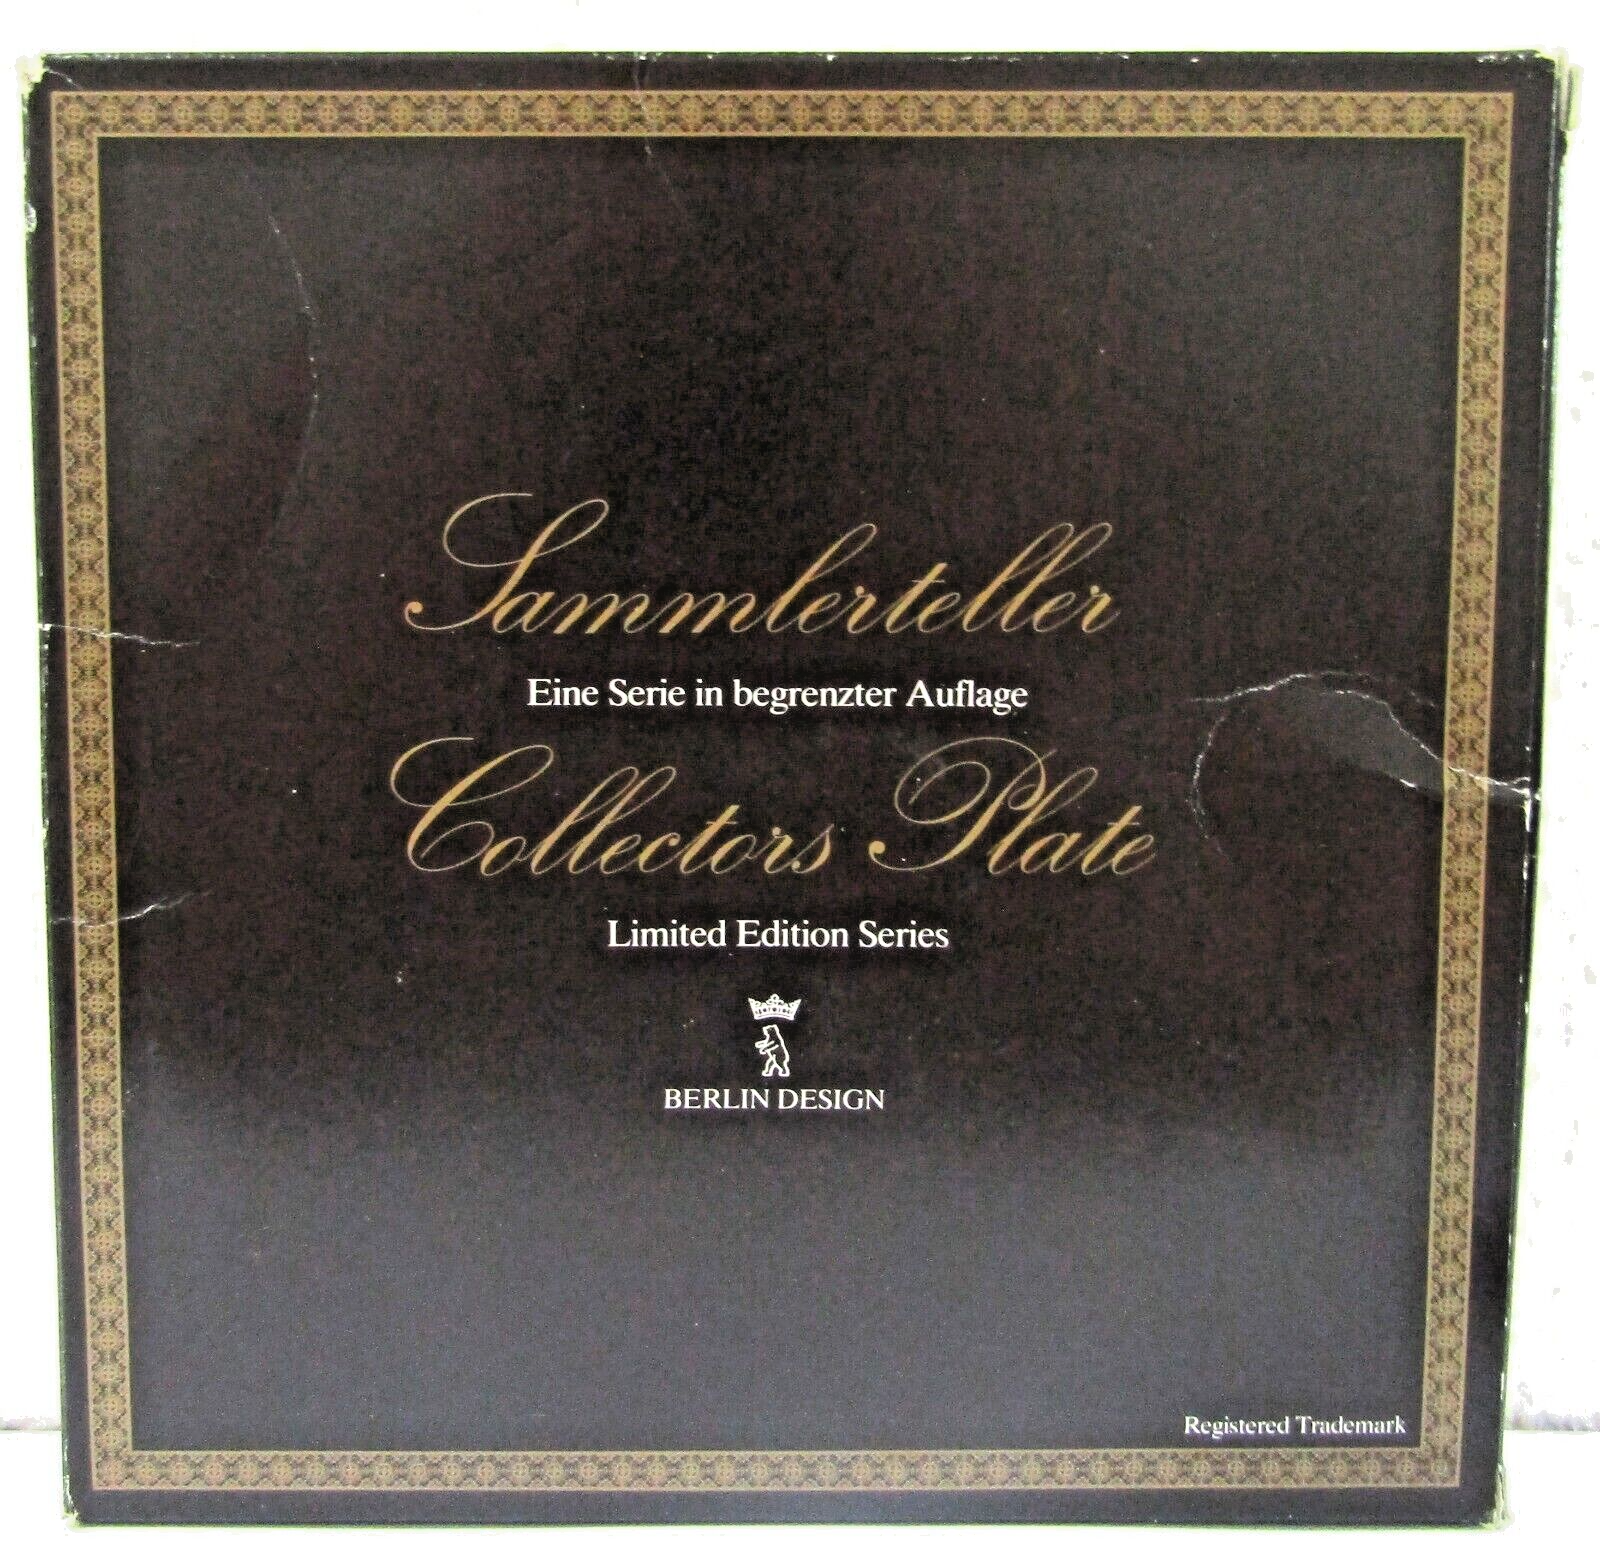 Sammlerteller
Eine Serie in begrenzter Auflage
Collectors Plate
Limited Edition Series
BERLIN DESIGN
Registered Trademark